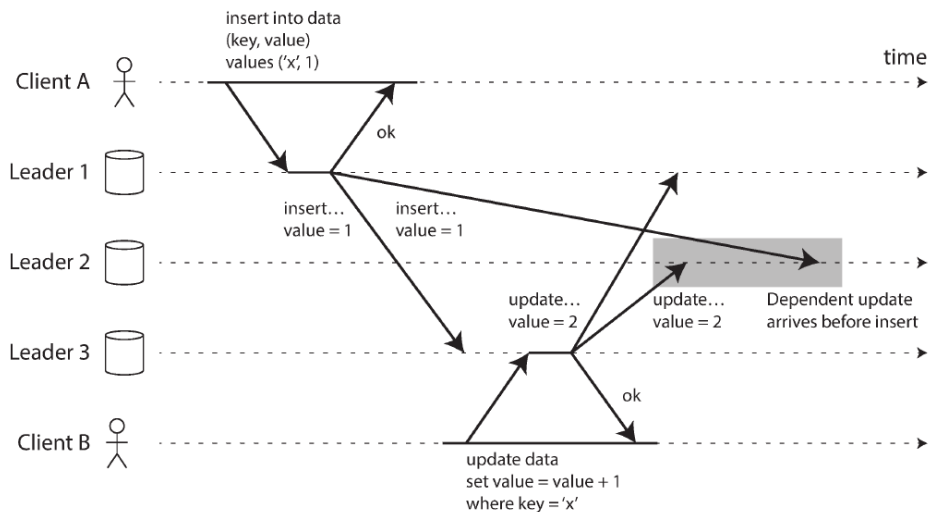 insert into data
(key, value)
values (‘x’, 1)
time
Client A
ok
Leader 1
insert…
value = 1
insert…
value = 1
Leader 2
update…
value = 2
update…
value = 2
Dependent update
arrives before insert
Leader 3
ok
Client B
update data
set value = value + 1
where key = ‘x’